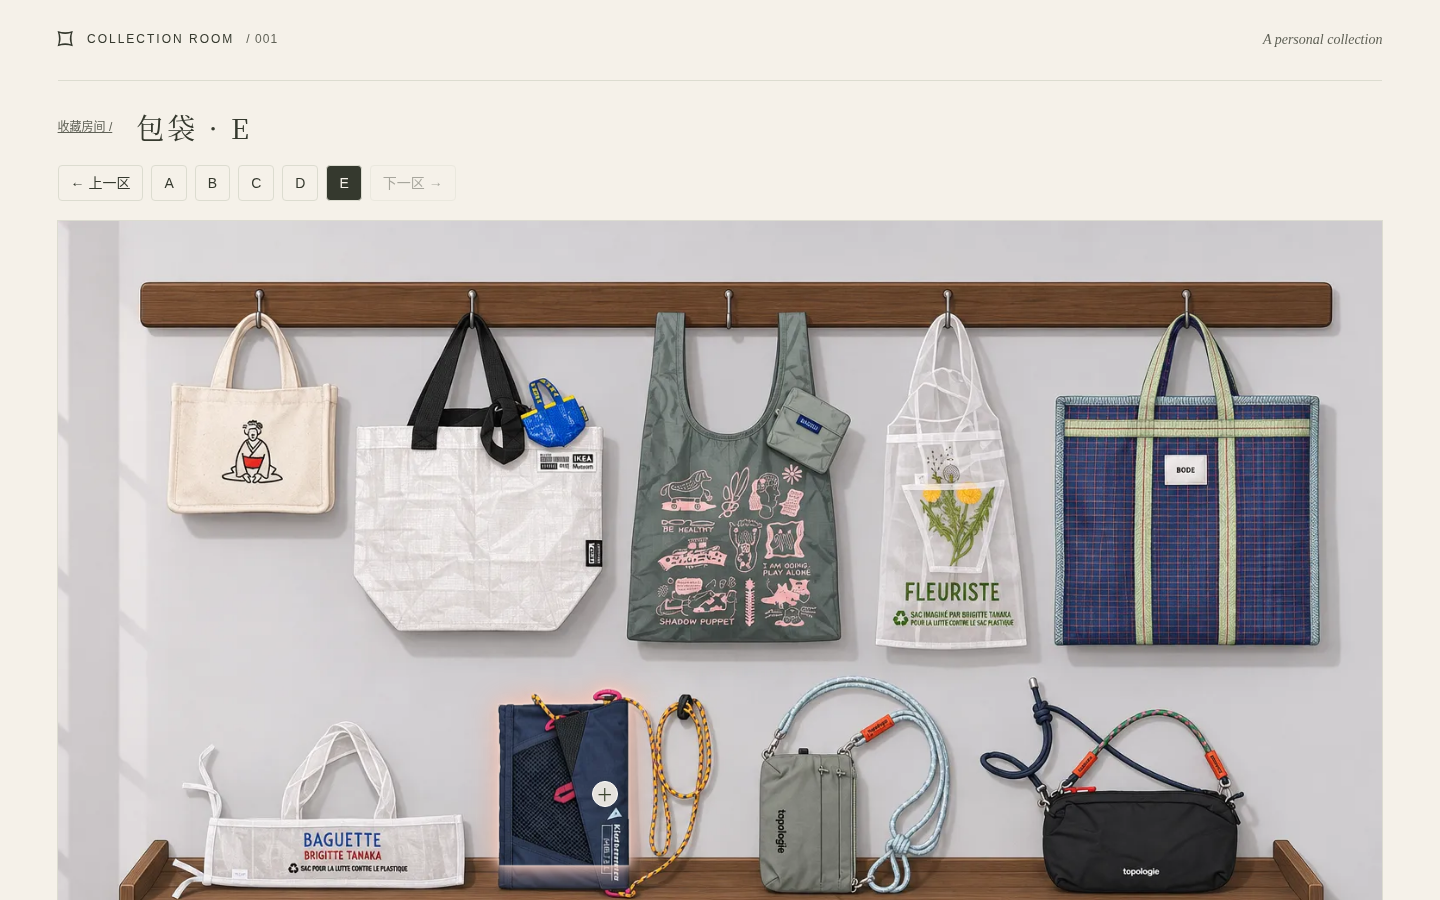 COLLECTION ROOM / 001
A personal collection
收藏房间 /
包袋 · E
← 上一区
A
B
C
D
E
下一区 →
IKEA
Museum
BE HEALTHY
I AM GOING
PLAY ALONE
SHADOW PUPPET
FLEURISTE
SAC IMAGINÉ PAR BRIGITTE TANAKA
POUR LA LUTTE CONTRE LE SAC PLASTIQUE
BODE
BAGUETTE
BRIGITTE TANAKA
SAC POUR LA LUTTE CONTRE LE PLASTIQUE
topologie
topologie